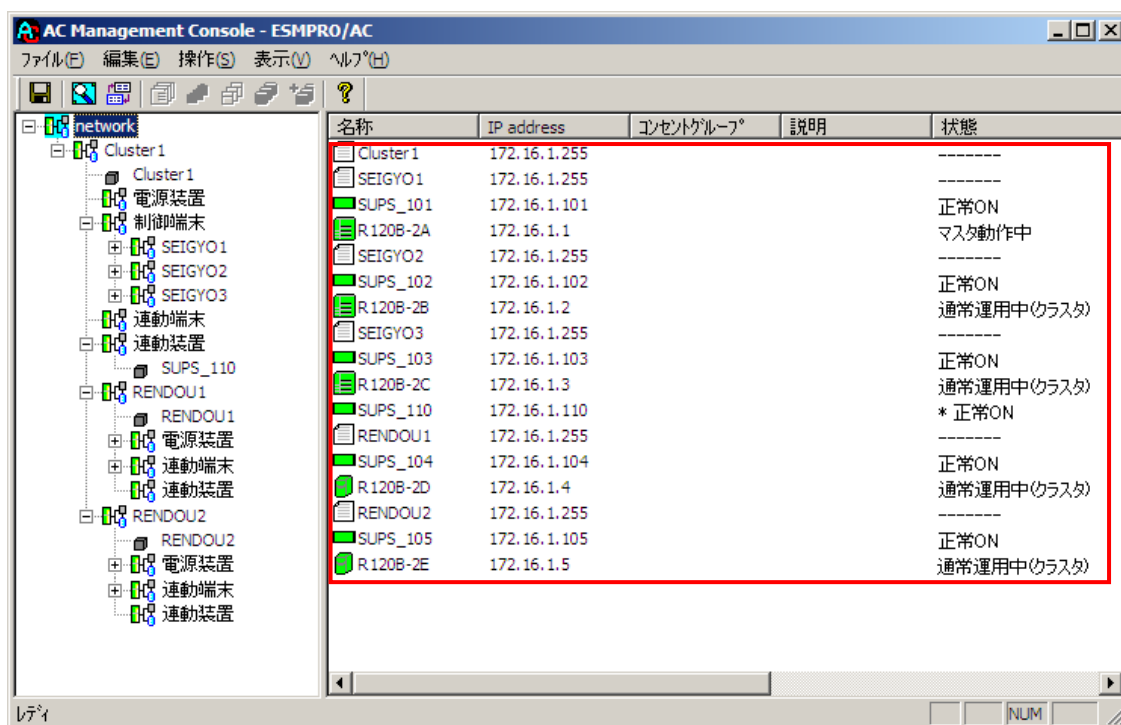 AC Management Console - ESMPRO/AC
ファイル(F) 編集(E) 操作(S) 表示(V) ヘルプ(H)
network
Cluster1
Cluster1
電源装置
制御端末
SEIGYO1
SEIGYO2
SEIGYO3
連動端末
連動装置
SUPS_110
RENDOU1
RENDOU1
電源装置
連動端末
連動装置
RENDOU2
RENDOU2
電源装置
連動端末
連動装置
名称 IP address コンセントグループ 説明 状態
Cluster1 172.16.1.255 -------
SEIGYO1 172.16.1.255 -------
SUPS_101 172.16.1.101 正常ON
R120B-2A 172.16.1.1 マスタ動作中
SEIGYO2 172.16.1.255 -------
SUPS_102 172.16.1.102 正常ON
R120B-2B 172.16.1.2 通常運用中(クラスタ)
SEIGYO3 172.16.1.255 -------
SUPS_103 172.16.1.103 正常ON
R120B-2C 172.16.1.3 通常運用中(クラスタ)
SUPS_110 172.16.1.110 * 正常ON
RENDOU1 172.16.1.255 -------
SUPS_104 172.16.1.104 正常ON
R120B-2D 172.16.1.4 通常運用中(クラスタ)
RENDOU2 172.16.1.255 -------
SUPS_105 172.16.1.105 正常ON
R120B-2E 172.16.1.5 通常運用中(クラスタ)
レディ NUM